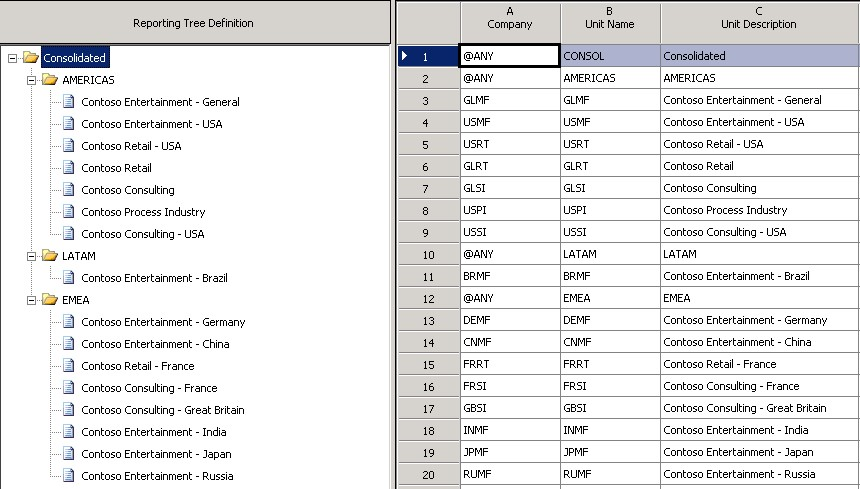 Reporting Tree Definition
Consolidated
AMERICAS
Contoso Entertainment - General
Contoso Entertainment - USA
Contoso Retail - USA
Contoso Retail
Contoso Consulting
Contoso Process Industry
Contoso Consulting - USA
LATAM
Contoso Entertainment - Brazil
EMEA
Contoso Entertainment - Germany
Contoso Entertainment - China
Contoso Retail - France
Contoso Consulting - France
Contoso Consulting - Great Britain
Contoso Entertainment - India
Contoso Entertainment - Japan
Contoso Entertainment - Russia
A B C
Company Unit Name Unit Description
1 @ANY CONSOL Consolidated
2 @ANY AMERICAS AMERICAS
3 GLMF GLMF Contoso Entertainment - General
4 USMF USMF Contoso Entertainment - USA
5 USRT USRT Contoso Retail - USA
6 GLRT GLRT Contoso Retail
7 GLSI GLSI Contoso Consulting
8 USPI USPI Contoso Process Industry
9 USSI USSI Contoso Consulting - USA
10 @ANY LATAM LATAM
11 BRMF BRMF Contoso Entertainment - Brazil
12 @ANY EMEA EMEA
13 DEMF DEMF Contoso Entertainment - Germany
14 CNMF CNMF Contoso Entertainment - China
15 FRRT FRRT Contoso Retail - France
16 FRSI FRSI Contoso Consulting - France
17 GBSI GBSI Contoso Consulting - Great Britain
18 INMF INMF Contoso Entertainment - India
19 JPMF JPMF Contoso Entertainment - Japan
20 RUMF RUMF Contoso Entertainment - Russia